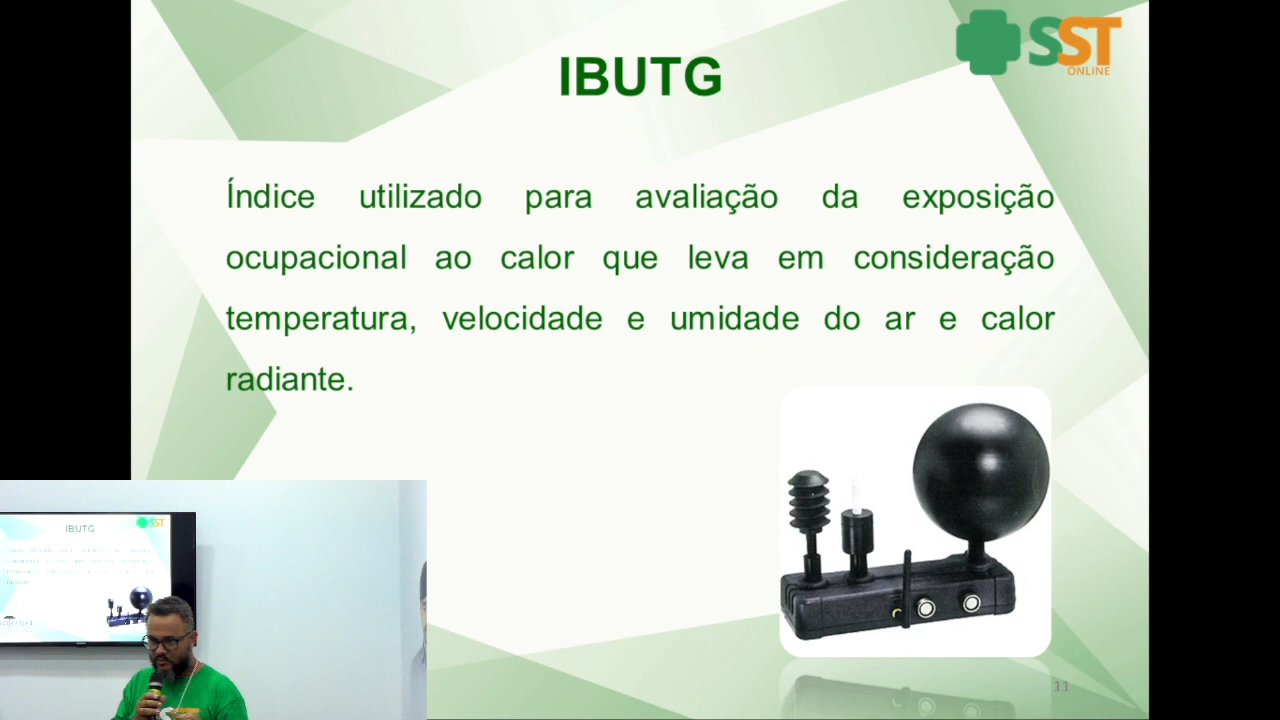 SST
ONLINE
IBUTG
Índice utilizado para avaliação da exposição
ocupacional ao calor que leva em consideração
temperatura, velocidade e umidade do ar e calor
radiante.
11
IBUTG
SST